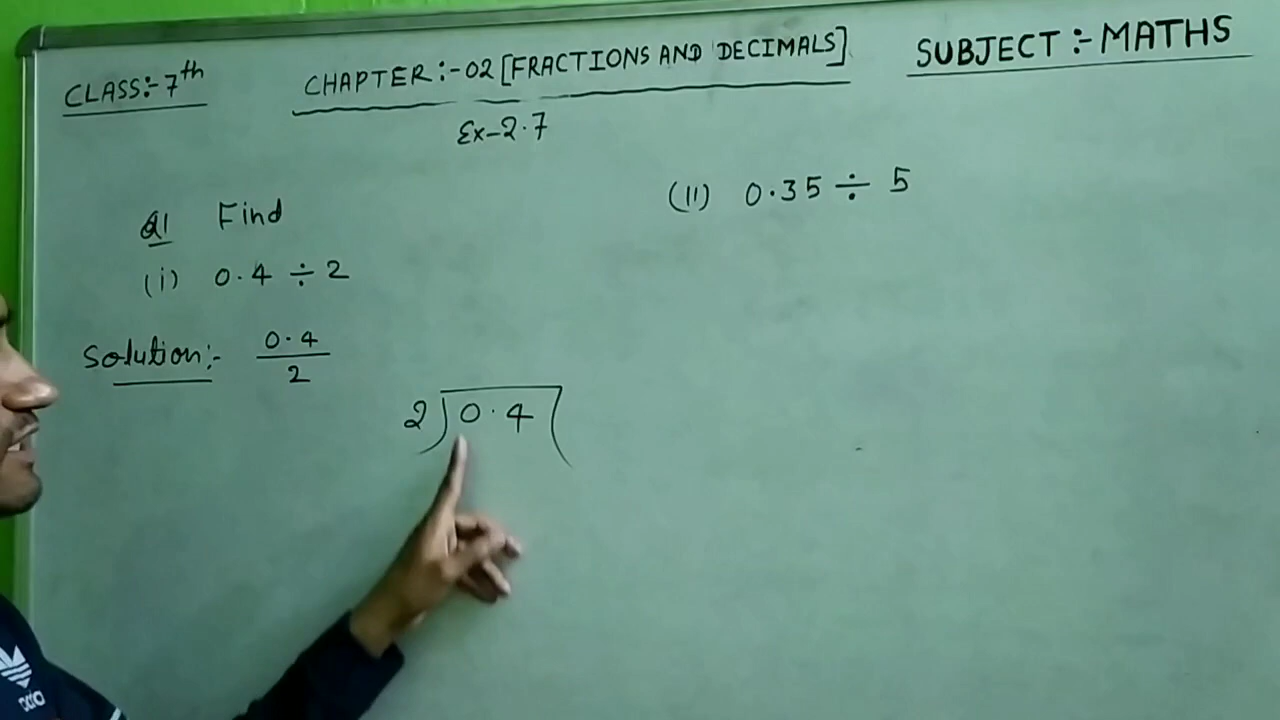 CLASS:- 7th
CHAPTER:-02 [FRACTIONS AND DECIMALS]
SUBJECT:- MATHS
Ex-2.7
Q1 Find
(i) 0.4 ÷ 2
Solution:- 0.4
2
2 ) 0.4 (
(II) 0.35 ÷ 5